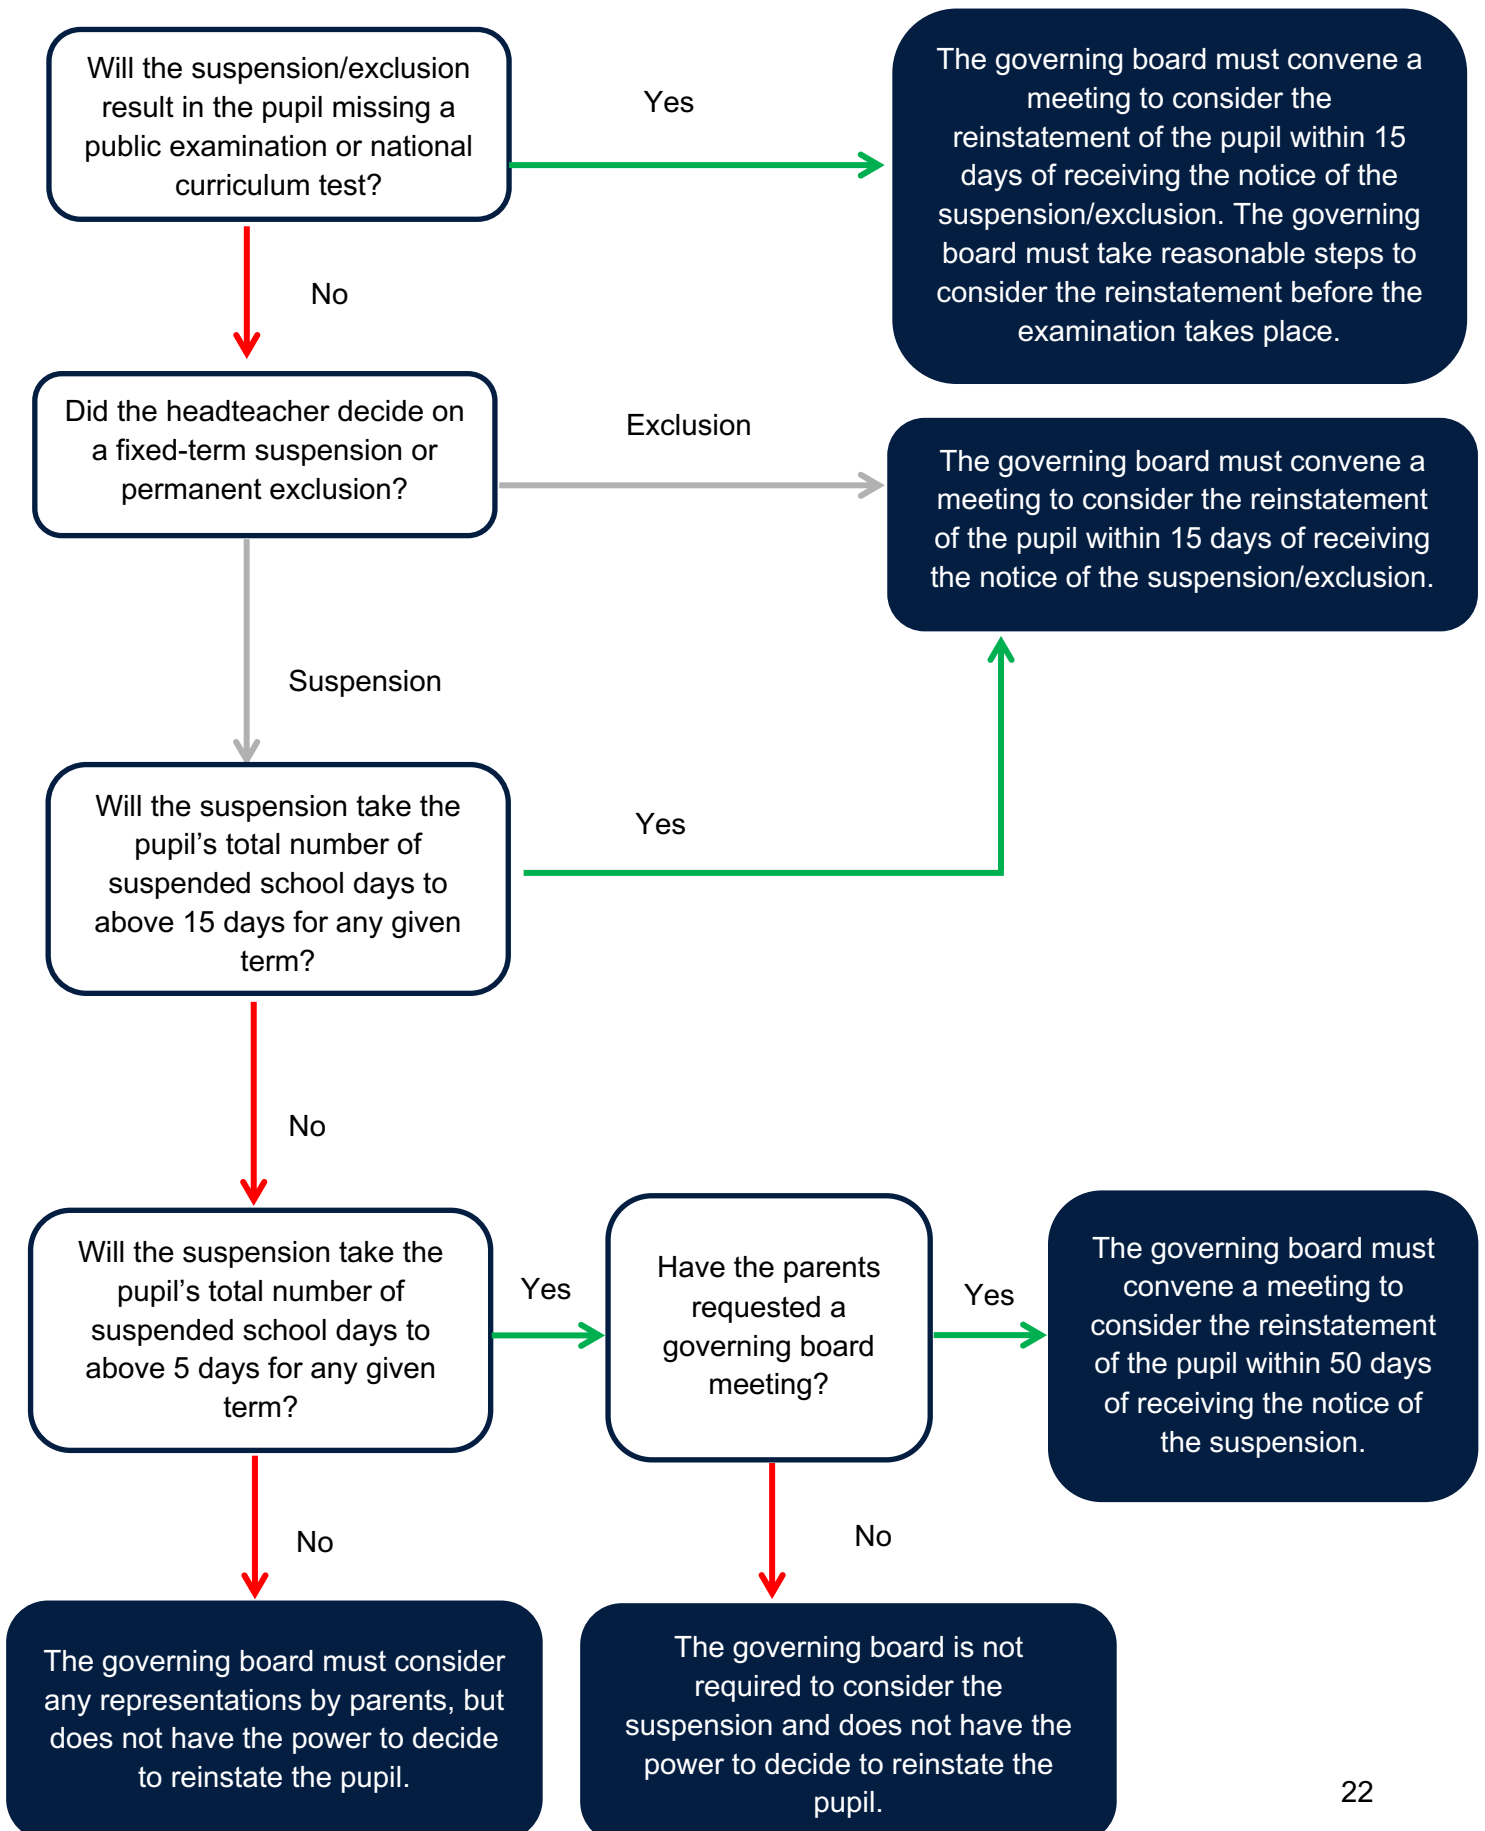 Will the suspension/exclusion
result in the pupil missing a
public examination or national
curriculum test?
Yes
The governing board must convene a
meeting to consider the
reinstatement of the pupil within 15
days of receiving the notice of the
suspension/exclusion. The governing
board must take reasonable steps to
consider the reinstatement before the
examination takes place.
No
Did the headteacher decide on
a fixed-term suspension or
permanent exclusion?
Exclusion
The governing board must convene a
meeting to consider the reinstatement
of the pupil within 15 days of receiving
the notice of the suspension/exclusion.
Suspension
Will the suspension take the
pupil’s total number of
suspended school days to
above 15 days for any given
term?
Yes
No
Will the suspension take the
pupil’s total number of
suspended school days to
above 5 days for any given
term?
Yes
Have the parents
requested a
governing board
meeting?
Yes
The governing board must
convene a meeting to
consider the reinstatement
of the pupil within 50 days
of receiving the notice of
the suspension.
No
No
The governing board must consider
any representations by parents, but
does not have the power to decide
to reinstate the pupil.
The governing board is not
required to consider the
suspension and does not have the
power to decide to reinstate the
pupil.
22